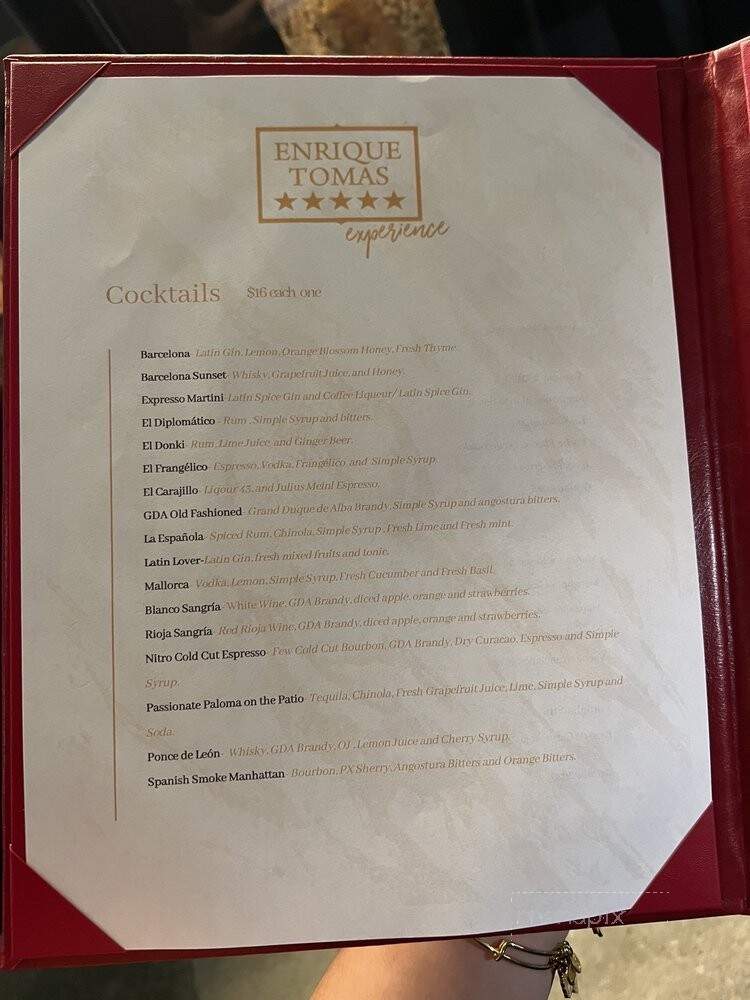 ENRIQUE
TOMAS
experience
Cocktails $16 each one
Barcelona- Latin Gin, Lemon, Orange Blossom Honey, Fresh Thyme.
Barcelona Sunset- Whisky, Grapefruit Juice, and Honey.
Expresso Martini-Latin Spice Gin and Coffee Liqueur/ Latin Spice Gin.
El Diplomático - Rum , Simple Syrup and bitters.
El Donki- Rum, Lime Juice, and Ginger Beer.
El Frangélico- Espresso, Vodka, Frangélico, and Simple Syrup.
El Carajillo- Liqour 43, and Julius Meinl Espresso.
GDA Old Fashioned- Grand Duque de Alba Brandy, Simple Syrup and angostura bitters.
La Española- Spiced Rum, Chinola, Simple Syrup , Fresh Lime and Fresh mint.
Latin Lover-Latin Gin, fresh mixed fruits and tonic.
Mallorca- Vodka, Lemon, Simple Syrup, Fresh Cucumber and Fresh Basil.
Blanco Sangría- White Wine, GDA Brandy, diced apple, orange and strawberries.
Rioja Sangría- Red Rioja Wine, GDA Brandy, diced apple, orange and strawberries.
Nitro Cold Cut Espresso- Few Cold Cut Bourbon, GDA Brandy, Dry Curacao, Espresso and Simple
Syrup.
Passionate Paloma on the Patio- Tequila, Chinola, Fresh Grapefruit Juice, Lime, Simple Syrup and
Soda.
Ponce de León- Whisky, GDA Brandy, OJ , Lemon Juice and Cherry Syrup.
Spanish Smoke Manhattan- Bourbon, PX Sherry, Angostura Bitters and Orange Bitters.